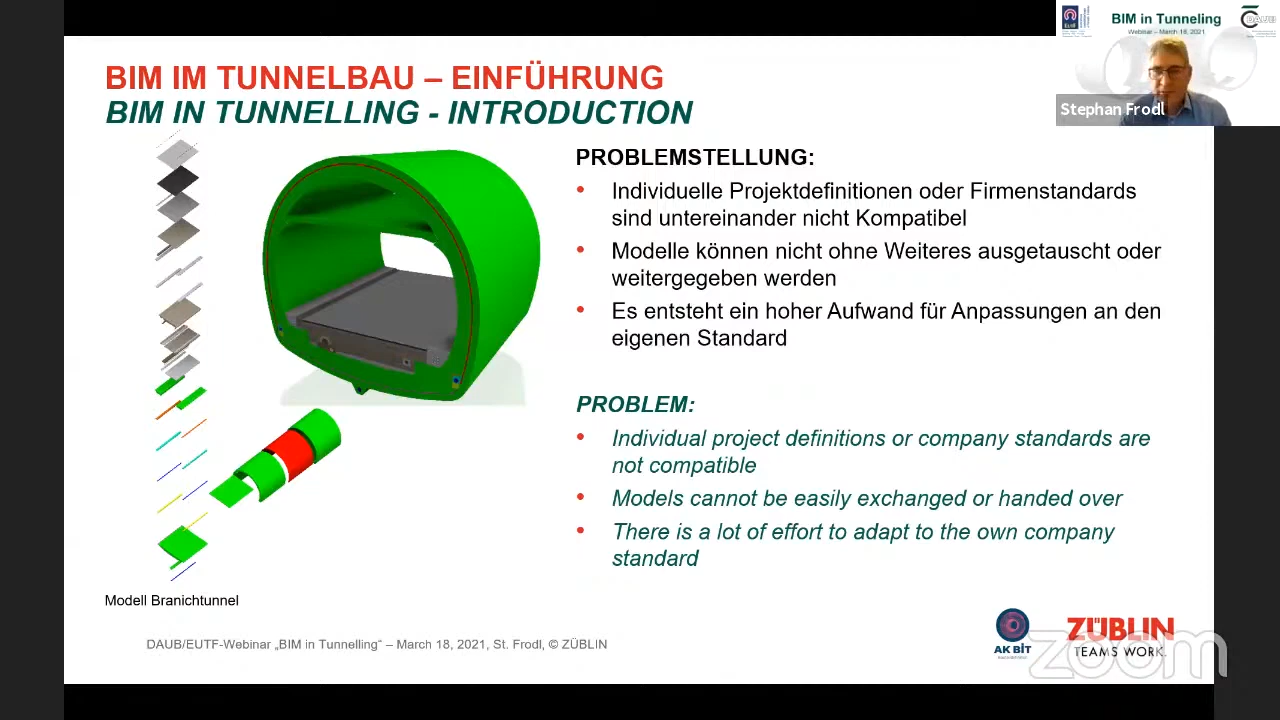 BIM in Tunneling
Webinar – March 18, 2021
DAUB
Stephan Frodl
BIM IM TUNNELBAU – EINFÜHRUNG
BIM IN TUNNELLING - INTRODUCTION
PROBLEMSTELLUNG:
• Individuelle Projektdefinitionen oder Firmenstandards
sind untereinander nicht Kompatibel
• Modelle können nicht ohne Weiteres ausgetauscht oder
weitergegeben werden
• Es entsteht ein hoher Aufwand für Anpassungen an den
eigenen Standard
PROBLEM:
• Individual project definitions or company standards are
not compatible
• Models cannot be easily exchanged or handed over
• There is a lot of effort to adapt to the own company
standard
Modell Branichtunnel
DAUB/EUTF-Webinar „BIM in Tunnelling“ – March 18, 2021, St. Frodl, © ZÜBLIN
AK BIT
ZÜBLIN
TEAMS WORK.
zoom